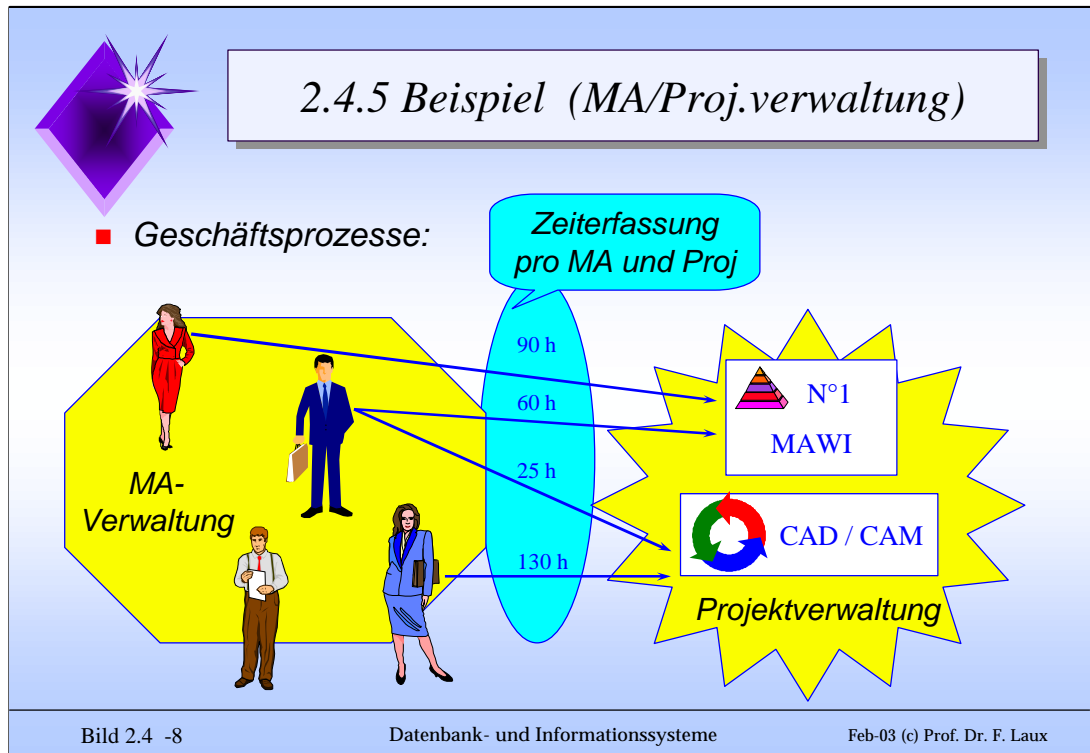 2.4.5 Beispiel (MA/Proj.verwaltung)
Geschäftsprozesse:
Zeiterfassung
pro MA und Proj
90 h
60 h
25 h
130 h
MA-
Verwaltung
N°1
MAWI
CAD / CAM
Projektverwaltung
Bild 2.4 -8
Datenbank- und Informationssysteme
Feb-03 (c) Prof. Dr. F. Laux